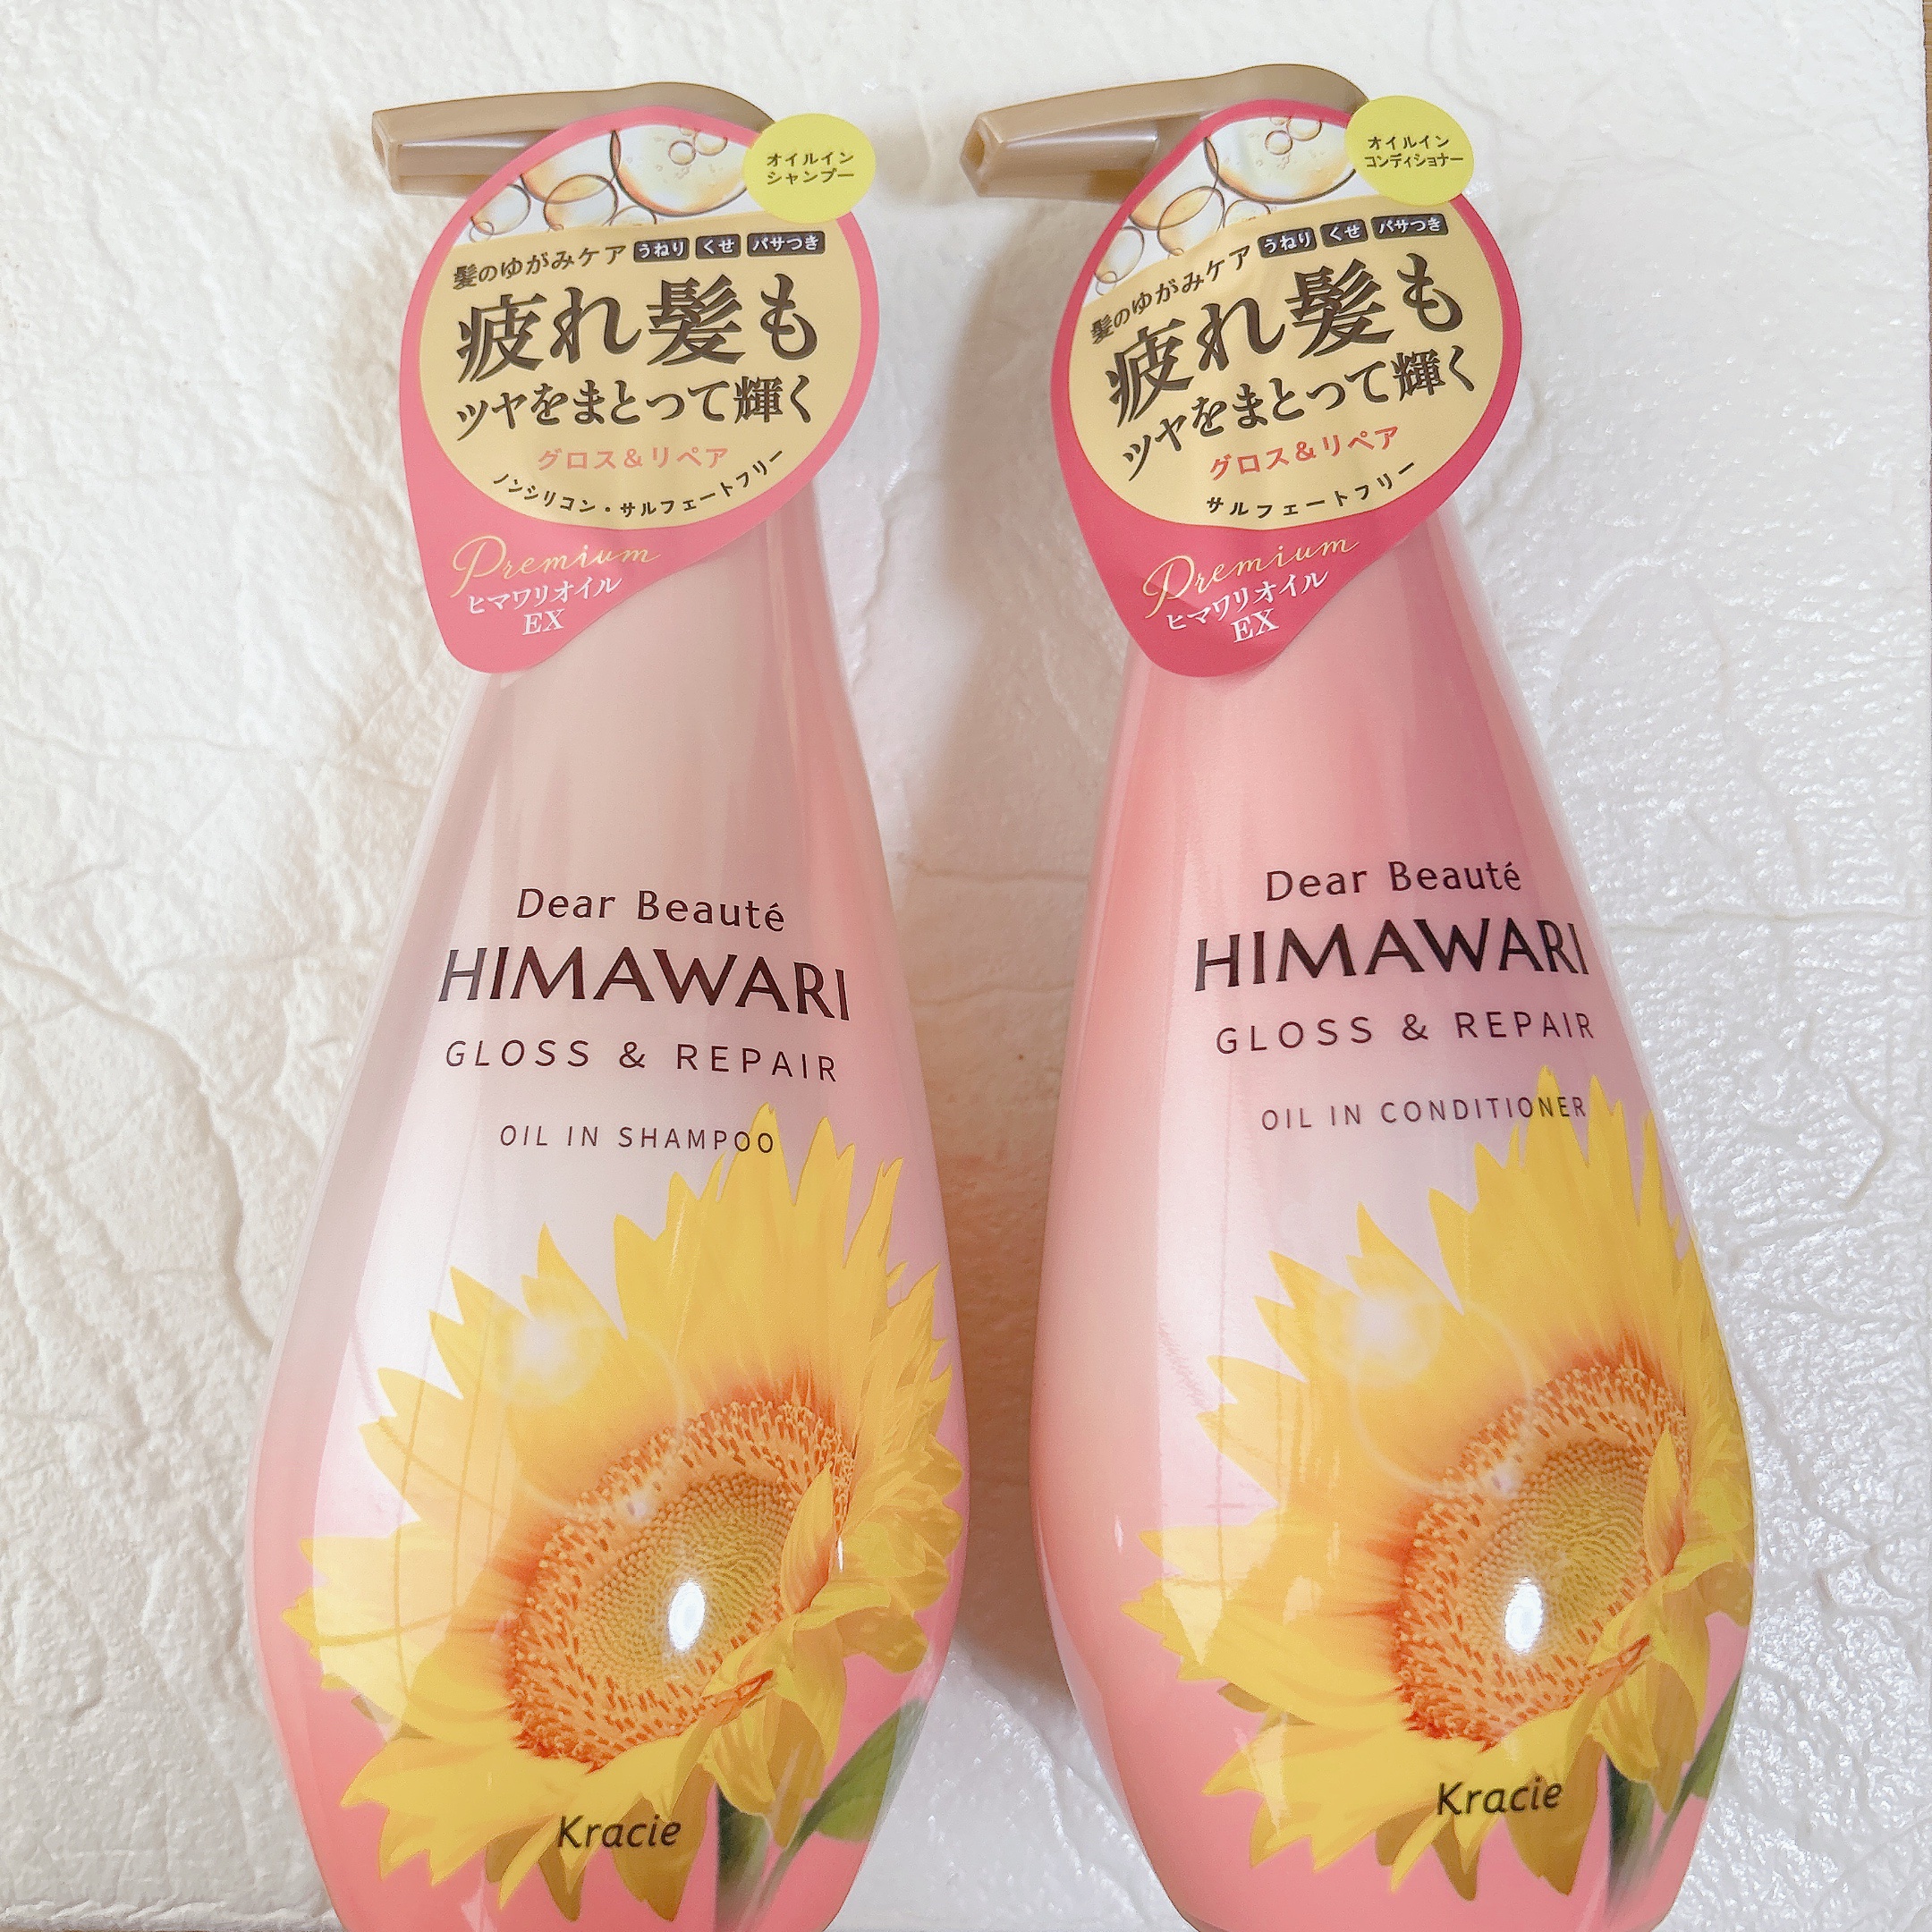 オイルイン
シャンプー
髪のゆがみケア うねり くせ パサつき
疲れ髪も
ツヤをまとって輝く
グロス&リペア
ノンシリコン・サルフェートフリー
Premium
ヒマワリオイル
EX
Dear Beauté
HIMAWARI
GLOSS & REPAIR
OIL IN SHAMPOO
Kracie
オイルイン
コンディショナー
髪のゆがみケア うねり くせ パサつき
疲れ髪も
ツヤをまとって輝く
グロス&リペア
サルフェートフリー
Premium
ヒマワリオイル
EX
Dear Beauté
HIMAWARI
GLOSS & REPAIR
OIL IN CONDITIONER
Kracie